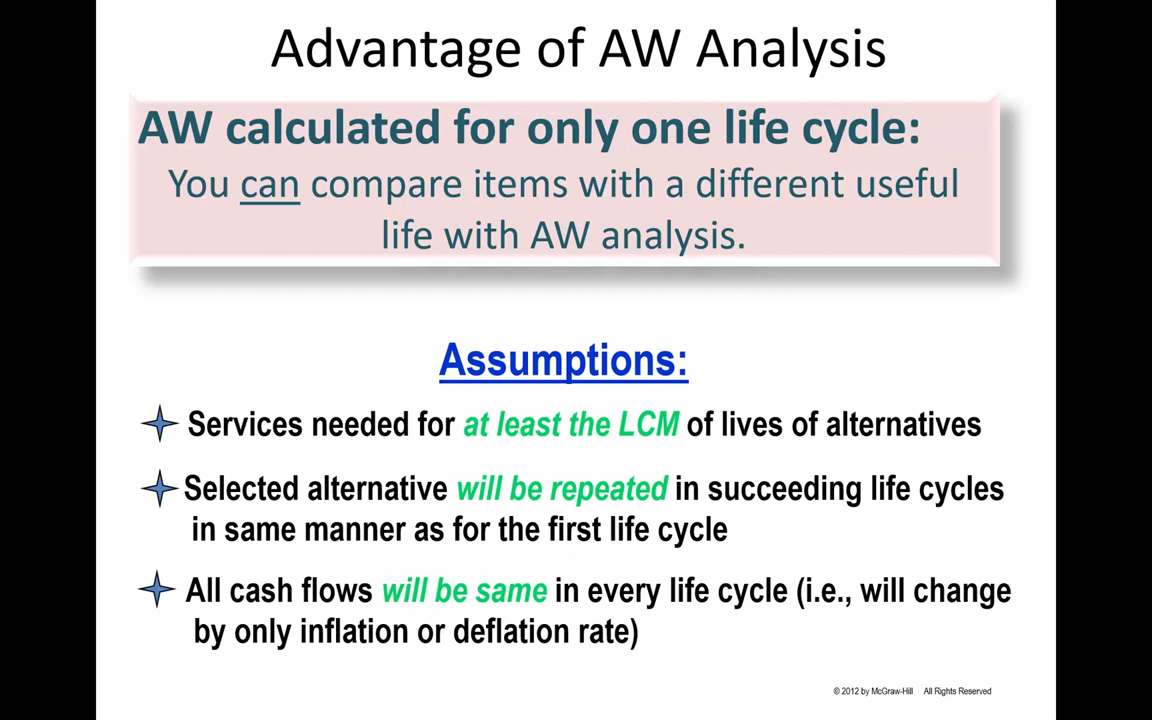 Advantage of AW Analysis
AW calculated for only one life cycle:
You can compare items with a different useful
life with AW analysis.
Assumptions:
Services needed for at least the LCM of lives of alternatives
Selected alternative will be repeated in succeeding life cycles
in same manner as for the first life cycle
All cash flows will be same in every life cycle (i.e., will change
by only inflation or deflation rate)
© 2012 by McGraw-Hill All Rights Reserved